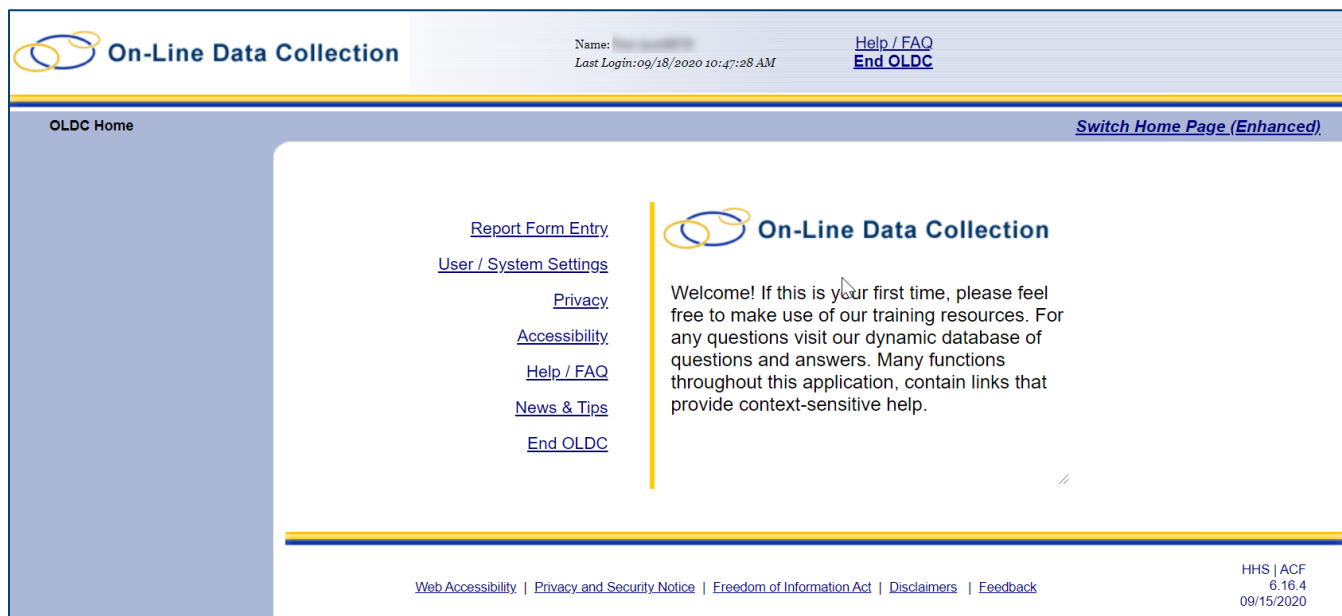 On-Line Data Collection
Name:
Last Login:09/18/2020 10:47:28 AM
Help / FAQ
End OLDC
OLDC Home
Switch Home Page (Enhanced)
Report Form Entry
User / System Settings
Privacy
Accessibility
Help / FAQ
News & Tips
End OLDC
On-Line Data Collection
Welcome! If this is your first time, please feel
free to make use of our training resources. For
any questions visit our dynamic database of
questions and answers. Many functions
throughout this application, contain links that
provide context-sensitive help.
Web Accessibility | Privacy and Security Notice | Freedom of Information Act | Disclaimers | Feedback
HHS | ACF
6.16.4
09/15/2020